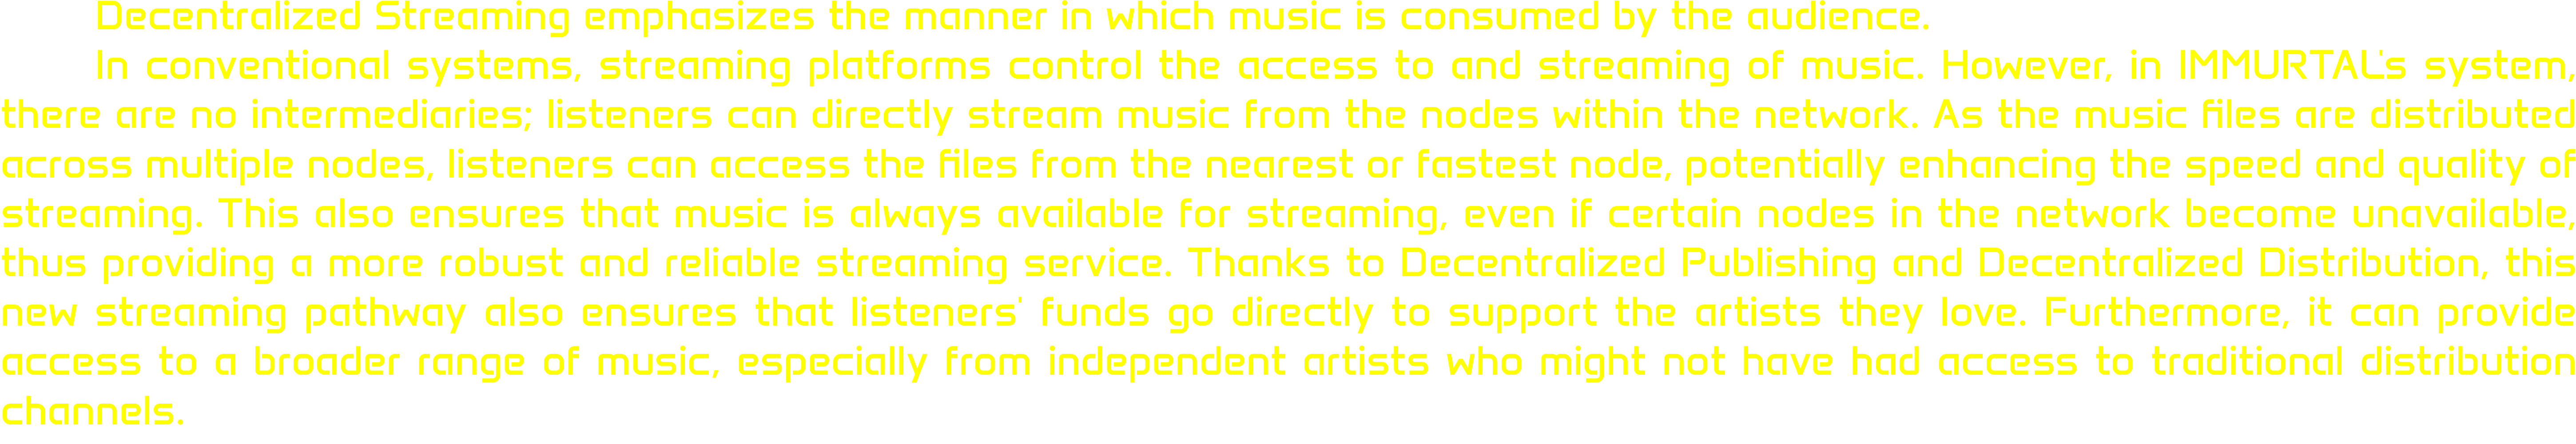 Decentralized Streaming emphasizes the manner in which music is consumed by the audience.
In conventional systems, streaming platforms control the access to and streaming of music. However, in IMMURTAL's system,
there are no intermediaries; listeners can directly stream music from the nodes within the network. As the music files are distributed
across multiple nodes, listeners can access the files from the nearest or fastest node, potentially enhancing the speed and quality of
streaming. This also ensures that music is always available for streaming, even if certain nodes in the network become unavailable,
thus providing a more robust and reliable streaming service. Thanks to Decentralized Publishing and Decentralized Distribution, this
new streaming pathway also ensures that listeners' funds go directly to support the artists they love. Furthermore, it can provide
access to a broader range of music, especially from independent artists who might not have had access to traditional distribution
channels.